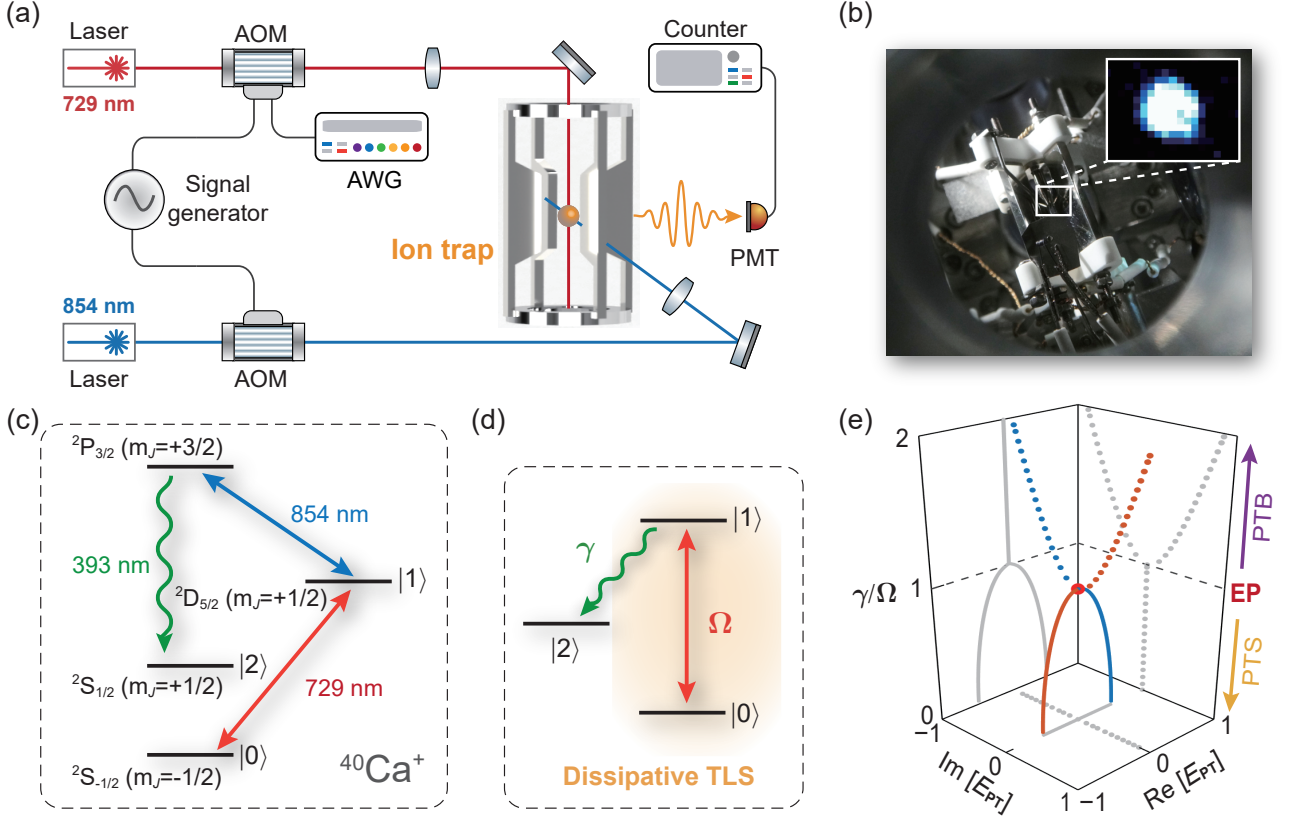 (a)
Laser
729 nm
AOM
Counter
AWG
Signal
generator
Ion trap
PMT
854 nm
Laser
AOM
(b)
(c)
²P₃/₂ (mJ=+3/2)
854 nm
393 nm
|1⟩
²D₅/₂ (mJ=+1/2)
|2⟩
²S₁/₂ (mJ=+1/2)
729 nm
|0⟩
²S₋₁/₂ (mJ=-1/2)
⁴⁰Ca⁺
(d)
|1⟩
γ
Ω
|2⟩
|0⟩
Dissipative TLS
(e)
2
PTB
γ/Ω
1
EP
PTS
0
−1
0
1
Im [EPT]
−1
0
1
Re [EPT]